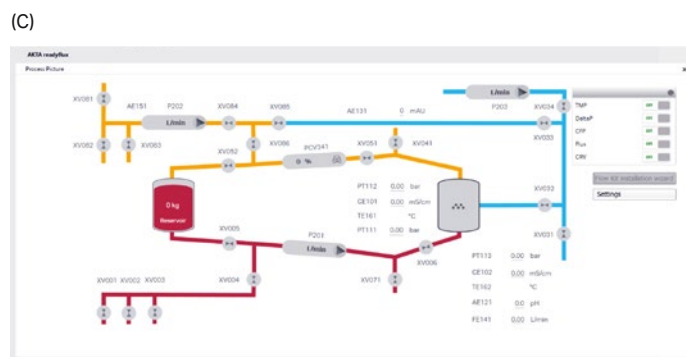 (C)
AKTA readyflux
Process Picture
XV081
AE151
P202
XV084
XV085
AE131
0 mAU
L/min
P203
XV034
TMP
DeltaP
CFP
Flux
CRV
L/min
XV082
XV083
XV086
XV033
XV052
PCV341
XV051
XV041
0 %
Flow Kit installation wizard
Settings
0 kg
Reservoir
PT112 0.00 bar
CE101 0.00 mS/cm
TE161 °C
PT111 0.00 bar
XV032
XV005
P201
L/min
XV031
XV006
XV001 XV002 XV003
XV004
XV071
PT113 0.00 bar
CE102 0.00 mS/cm
TE162 °C
AE121 0.0 pH
FE141 0.00 L/min